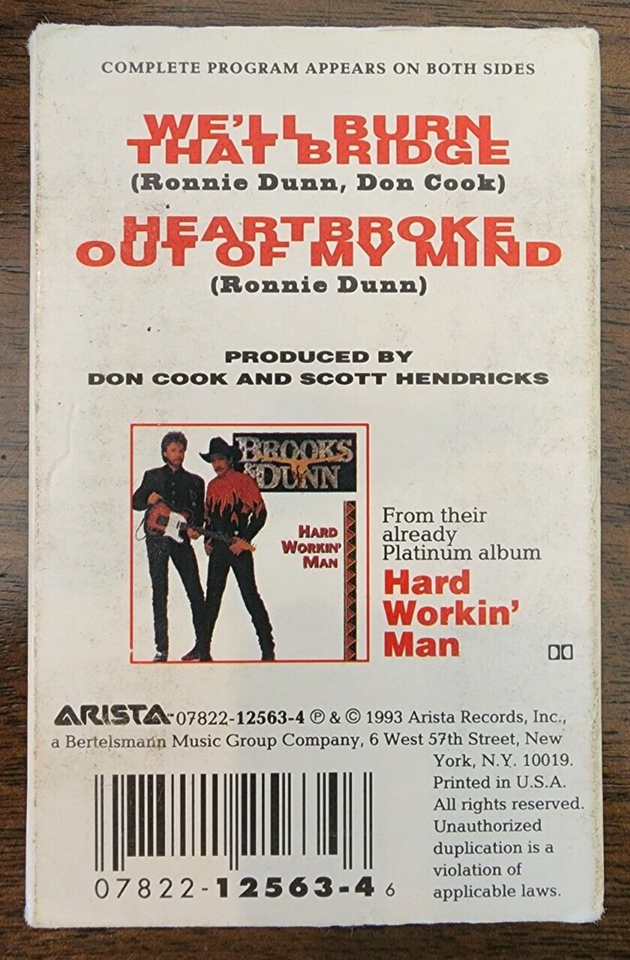 COMPLETE PROGRAM APPEARS ON BOTH SIDES
WE'LL BURN
THAT BRIDGE
(Ronnie Dunn, Don Cook)
HEARTBROKE
OUT OF MY MIND
(Ronnie Dunn)
PRODUCED BY
DON COOK AND SCOTT HENDRICKS
BROOKS
& DUNN
HARD
WORKIN'
MAN
From their
already
Platinum album
Hard
Workin'
Man
ARISTA™ 07822-12563-4 ℗ & © 1993 Arista Records, Inc.,
a Bertelsmann Music Group Company, 6 West 57th Street, New
York, N.Y. 10019.
Printed in U.S.A.
All rights reserved.
Unauthorized
duplication is a
violation of
applicable laws.
07822-12563-4 6